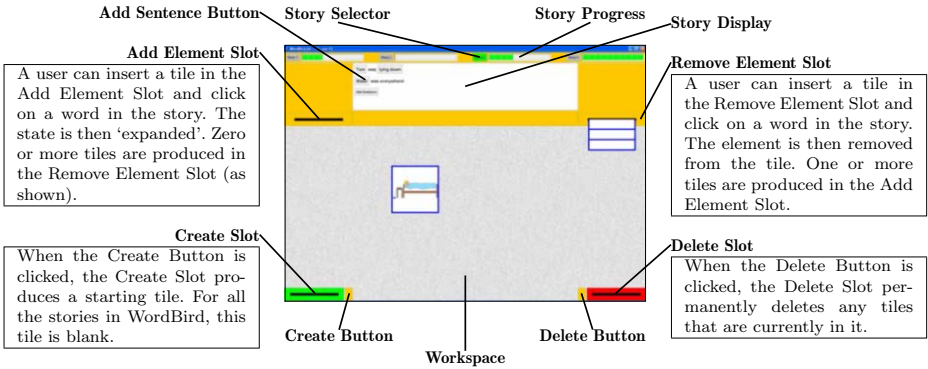 Add Sentence Button
Story Selector
Story Progress
Story Display
Add Element Slot
A user can insert a tile in the
Add Element Slot and click
on a word in the story. The
state is then ‘expanded’. Zero
or more tiles are produced in
the Remove Element Slot (as
shown).
Remove Element Slot
A user can insert a tile in
the Remove Element Slot and
click on a word in the story.
The element is then removed
from the tile. One or more
tiles are produced in the Add
Element Slot.
Create Slot
When the Create Button is
clicked, the Create Slot pro-
duces a starting tile. For all
the stories in WordBird, this
tile is blank.
Delete Slot
When the Delete Button is
clicked, the Delete Slot per-
manently deletes any tiles
that are currently in it.
Create Button
Delete Button
Workspace